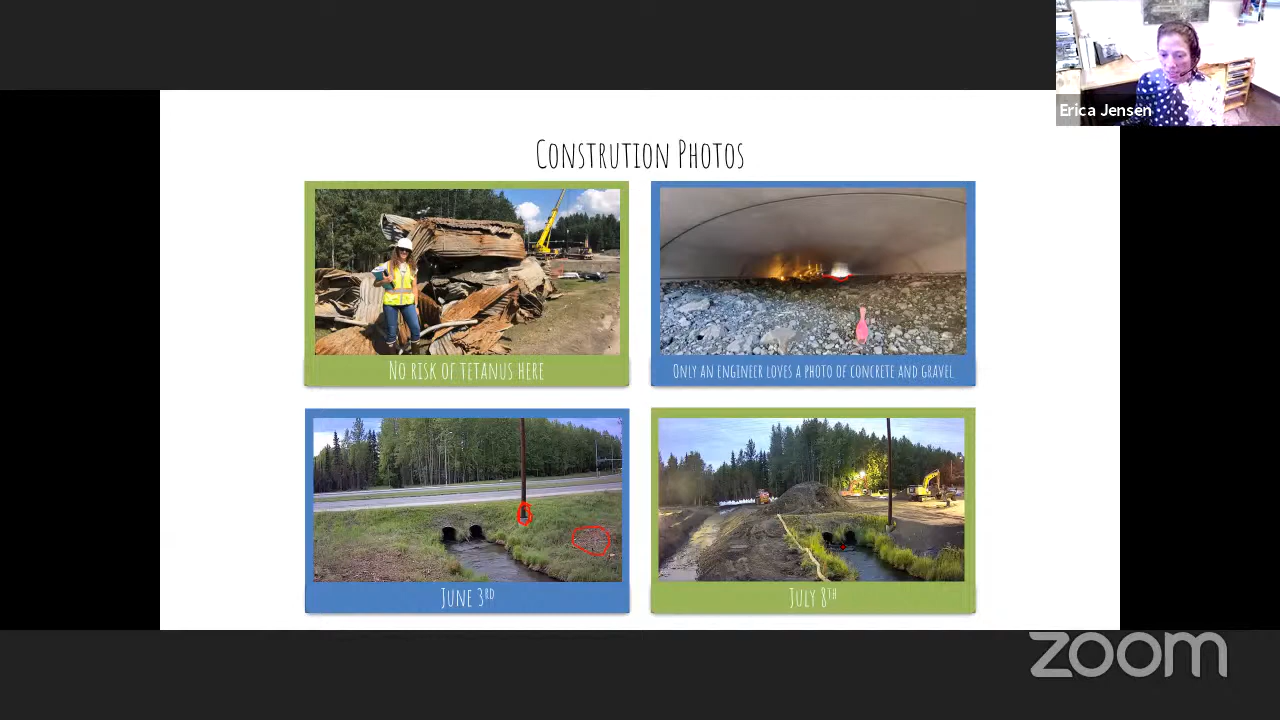 Erica Jensen
Constrution Photos
No risk of tetanus here
Only an engineer loves a photo of concrete and gravel
June 3rd
July 8th
zoom